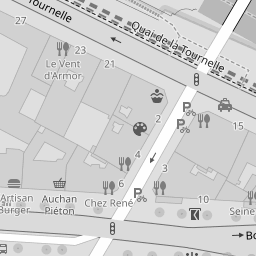 27
Tournelle
Quai de la Tournelle
23
21
Le Vent
d'Armor
2
15
4
3
6
10
Artisan
Burger
Auchan
Piéton
Chez René
Seine
Bo